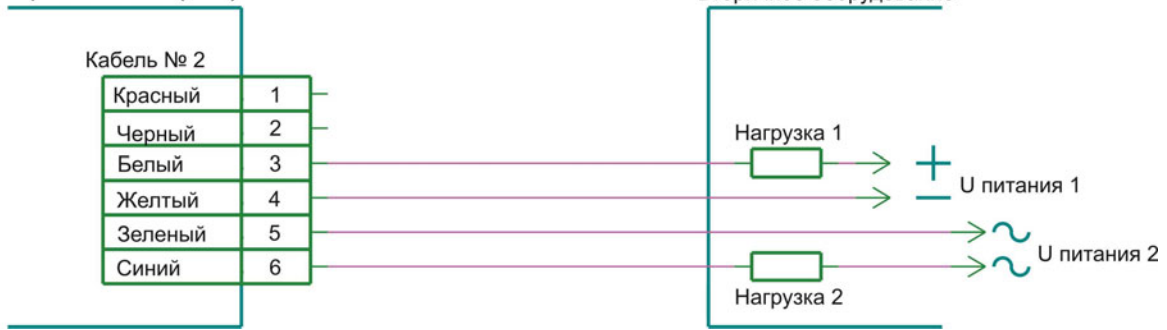 Кабель № 2
Красный 1
Черный 2
Белый 3
Желтый 4
Зеленый 5
Синий 6
Нагрузка 1
+
−
U питания 1
U питания 2
Нагрузка 2